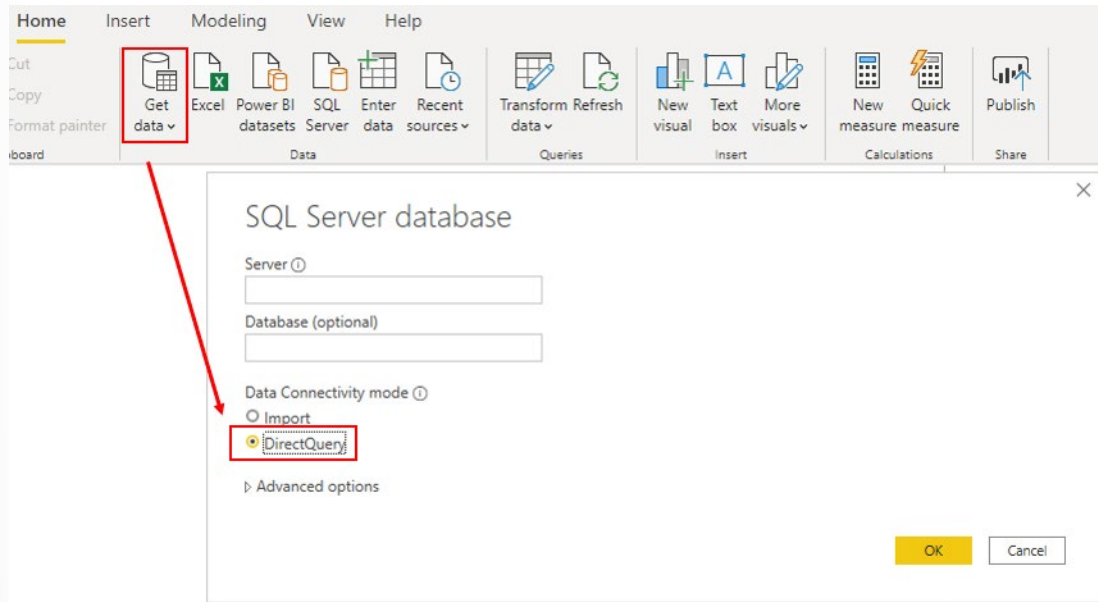 Home Insert Modeling View Help
Cut
Copy
Format painter
Get data
Excel
Power BI datasets
SQL Server
Enter data
Recent sources
Transform data
Refresh
New visual
A
Text box
More visuals
New measure
Quick measure
Publish
board Data Queries Insert Calculations Share
SQL Server database
Server
Database (optional)
Data Connectivity mode
Import
DirectQuery
Advanced options
OK Cancel